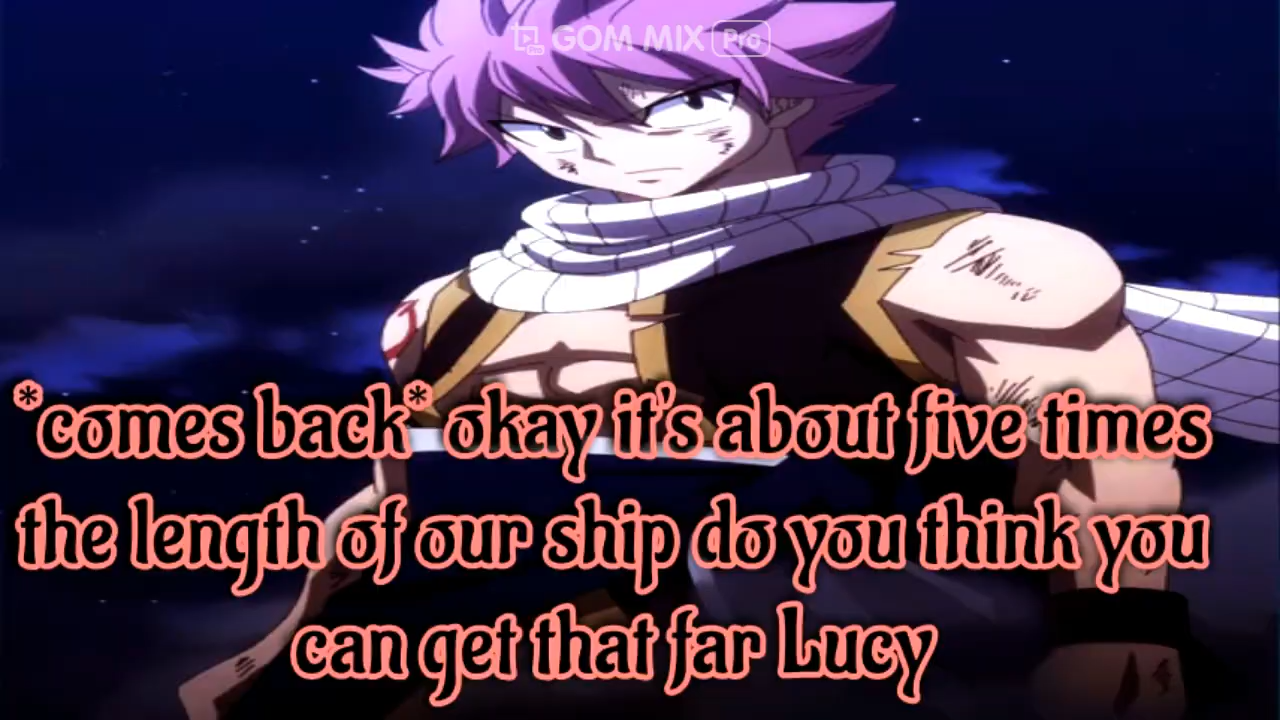 GOM MIX Pro
*comes back* okay it's about five times
the length of our ship do you think you
can get that far Lucy